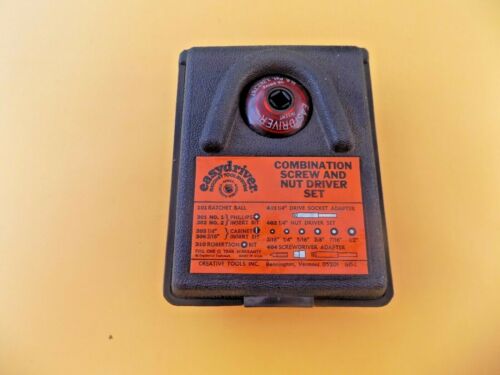 EASYDRIVER
easydriver
COMBINATION
SCREW AND
NUT DRIVER
SET
101 RATCHET BALL
301 NO. 1 PHILLIPS
302 NO. 2 INSERT BIT
303 1/4" CABINET
304 3/16" INSERT BIT
310 ROBERTSON BIT
401 1/4" DRIVE SOCKET ADAPTER
402 1/4" NUT DRIVER SET
3/16" 1/4" 5/16" 3/8" 7/16" 1/2"
404 SCREWDRIVER ADAPTER
CREATIVE TOOLS INC. Bennington, Vermont 05201